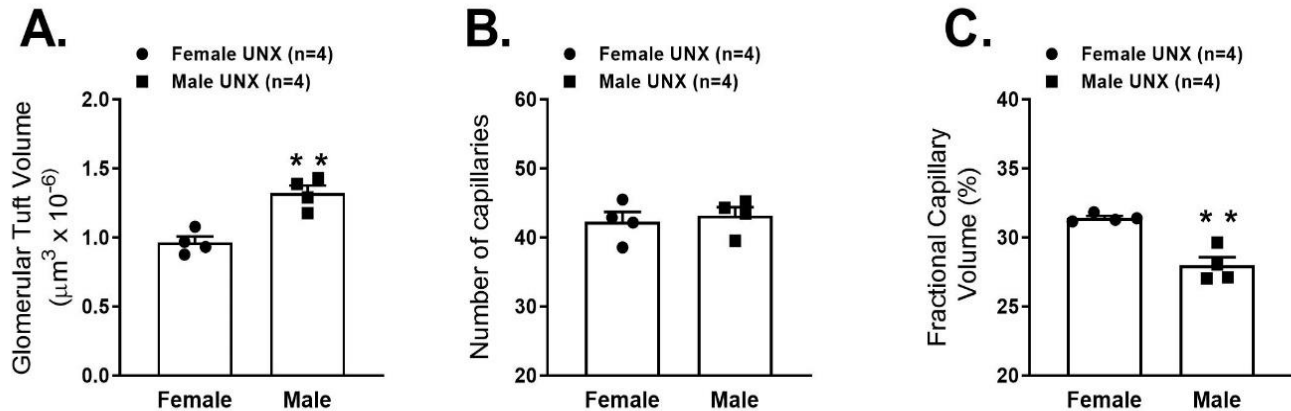 A.
Female UNX (n=4)
Male UNX (n=4)
Glomerular Tuft Volume
(μm³ x 10⁻⁶)
2.0
1.5
1.0
0.5
0.0
* *
Female
Male
B.
Female UNX (n=4)
Male UNX (n=4)
Number of capillaries
60
50
40
30
20
Female
Male
C.
Female UNX (n=4)
Male UNX (n=4)
Fractional Capillary
Volume (%)
40
35
30
25
20
* *
Female
Male